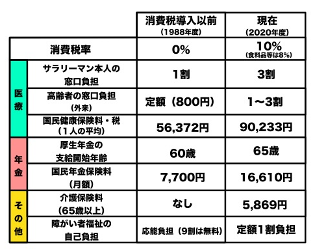 消費税導入以前
(1988年度)
現在
(2020年度)
消費税率
0%
10%
(食料品等は8%)
医療
サラリーマン本人の
窓口負担
1割
3割
高齢者の窓口負担
(外来)
定額(800円)
1〜3割
国民健康保険料・税
(1人の平均)
56,372円
90,233円
年金
厚生年金の
支給開始年齢
60歳
65歳
国民年金保険料
(月額)
7,700円
16,610円
その他
介護保険料
(65歳以上)
なし
5,869円
障がい者福祉の
自己負担
応能負担(9割は無料)
定額1割負担